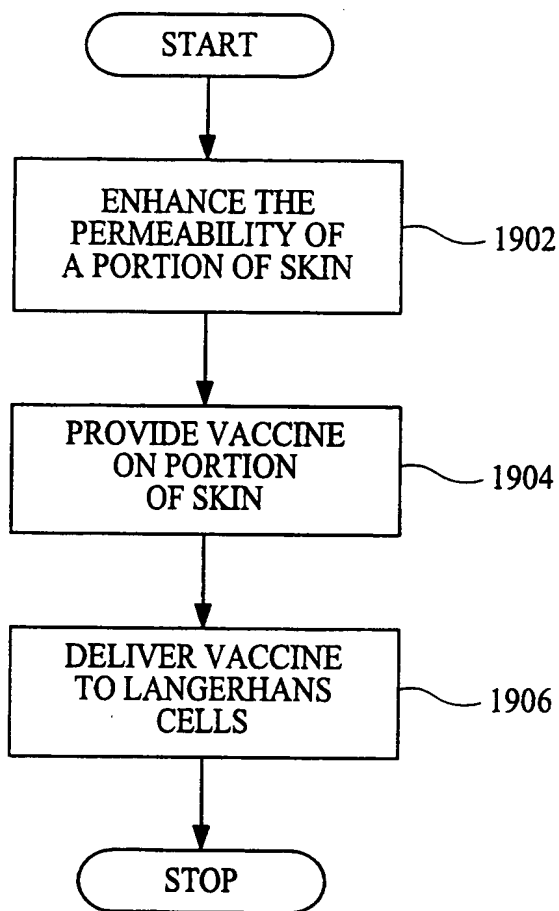 START
ENHANCE THE
PERMEABILITY OF
A PORTION OF SKIN
1902
PROVIDE VACCINE
ON PORTION
OF SKIN
1904
DELIVER VACCINE
TO LANGERHANS
CELLS
1906
STOP